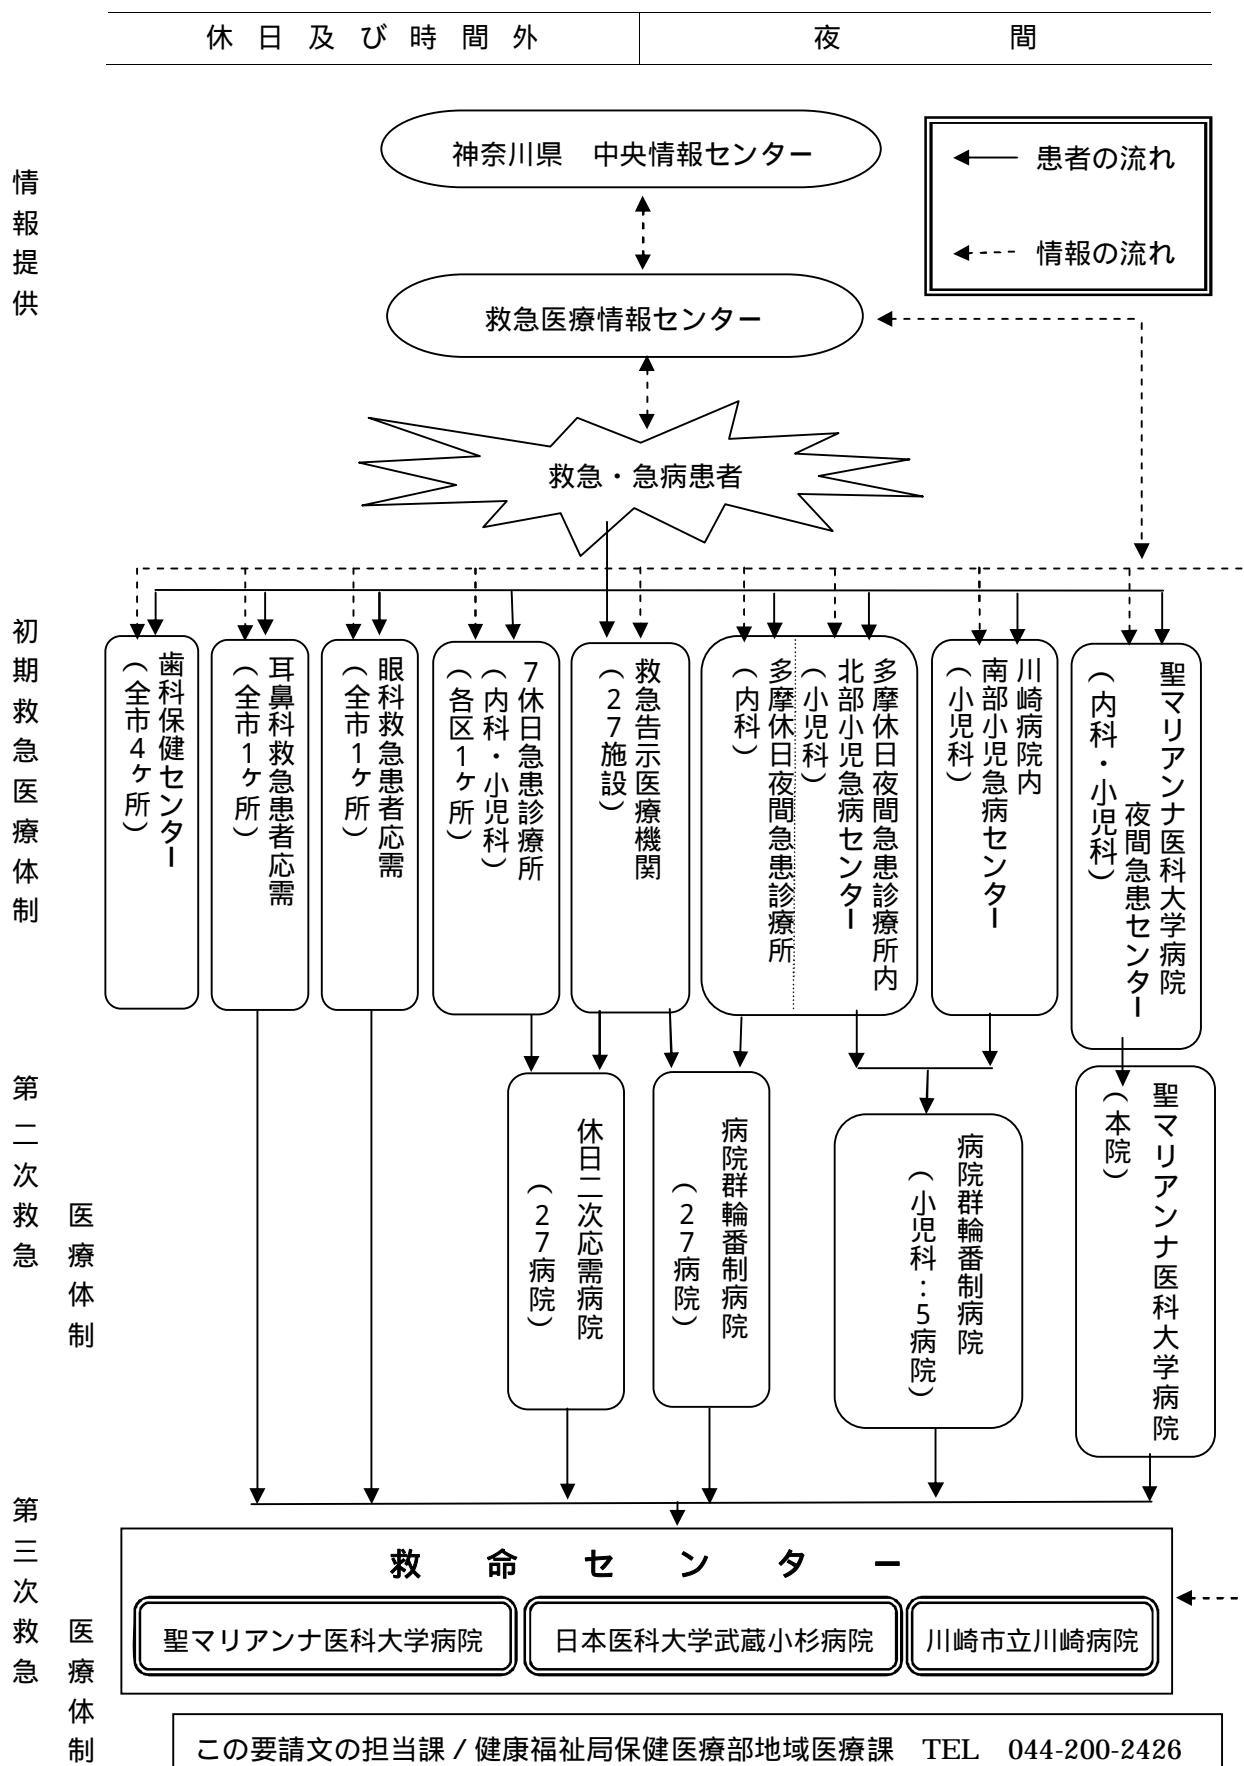 休日及び時間外
夜間
神奈川県 中央情報センター
患者の流れ
情報の流れ
情報提供
救急医療情報センター
救急・急病患者
初期救急医療体制
歯科保健センター
(全市4ヶ所)
耳鼻科救急患者応需
(全市1ヶ所)
眼科救急患者応需
(全市1ヶ所)
7休日急患診療所
(内科・小児科)
(各区1ヶ所)
救急告示医療機関
(27施設)
多摩休日夜間急患診療所
(内科)
多摩休日夜間急患診療所内
北部小児急病センター
(小児科)
川崎病院内
南部小児急病センター
(小児科)
聖マリアンナ医科大学病院
夜間急患センター
(内科・小児科)
第二次救急
医療体制
休日二次応需病院
(27病院)
病院群輪番制病院
(27病院)
病院群輪番制病院
(小児科:5病院)
聖マリアンナ医科大学病院
(本院)
第三次救急
医療体制
救命センター
聖マリアンナ医科大学病院
日本医科大学武蔵小杉病院
川崎市立川崎病院
この要請文の担当課/健康福祉局保健医療部地域医療課 TEL 044-200-2426